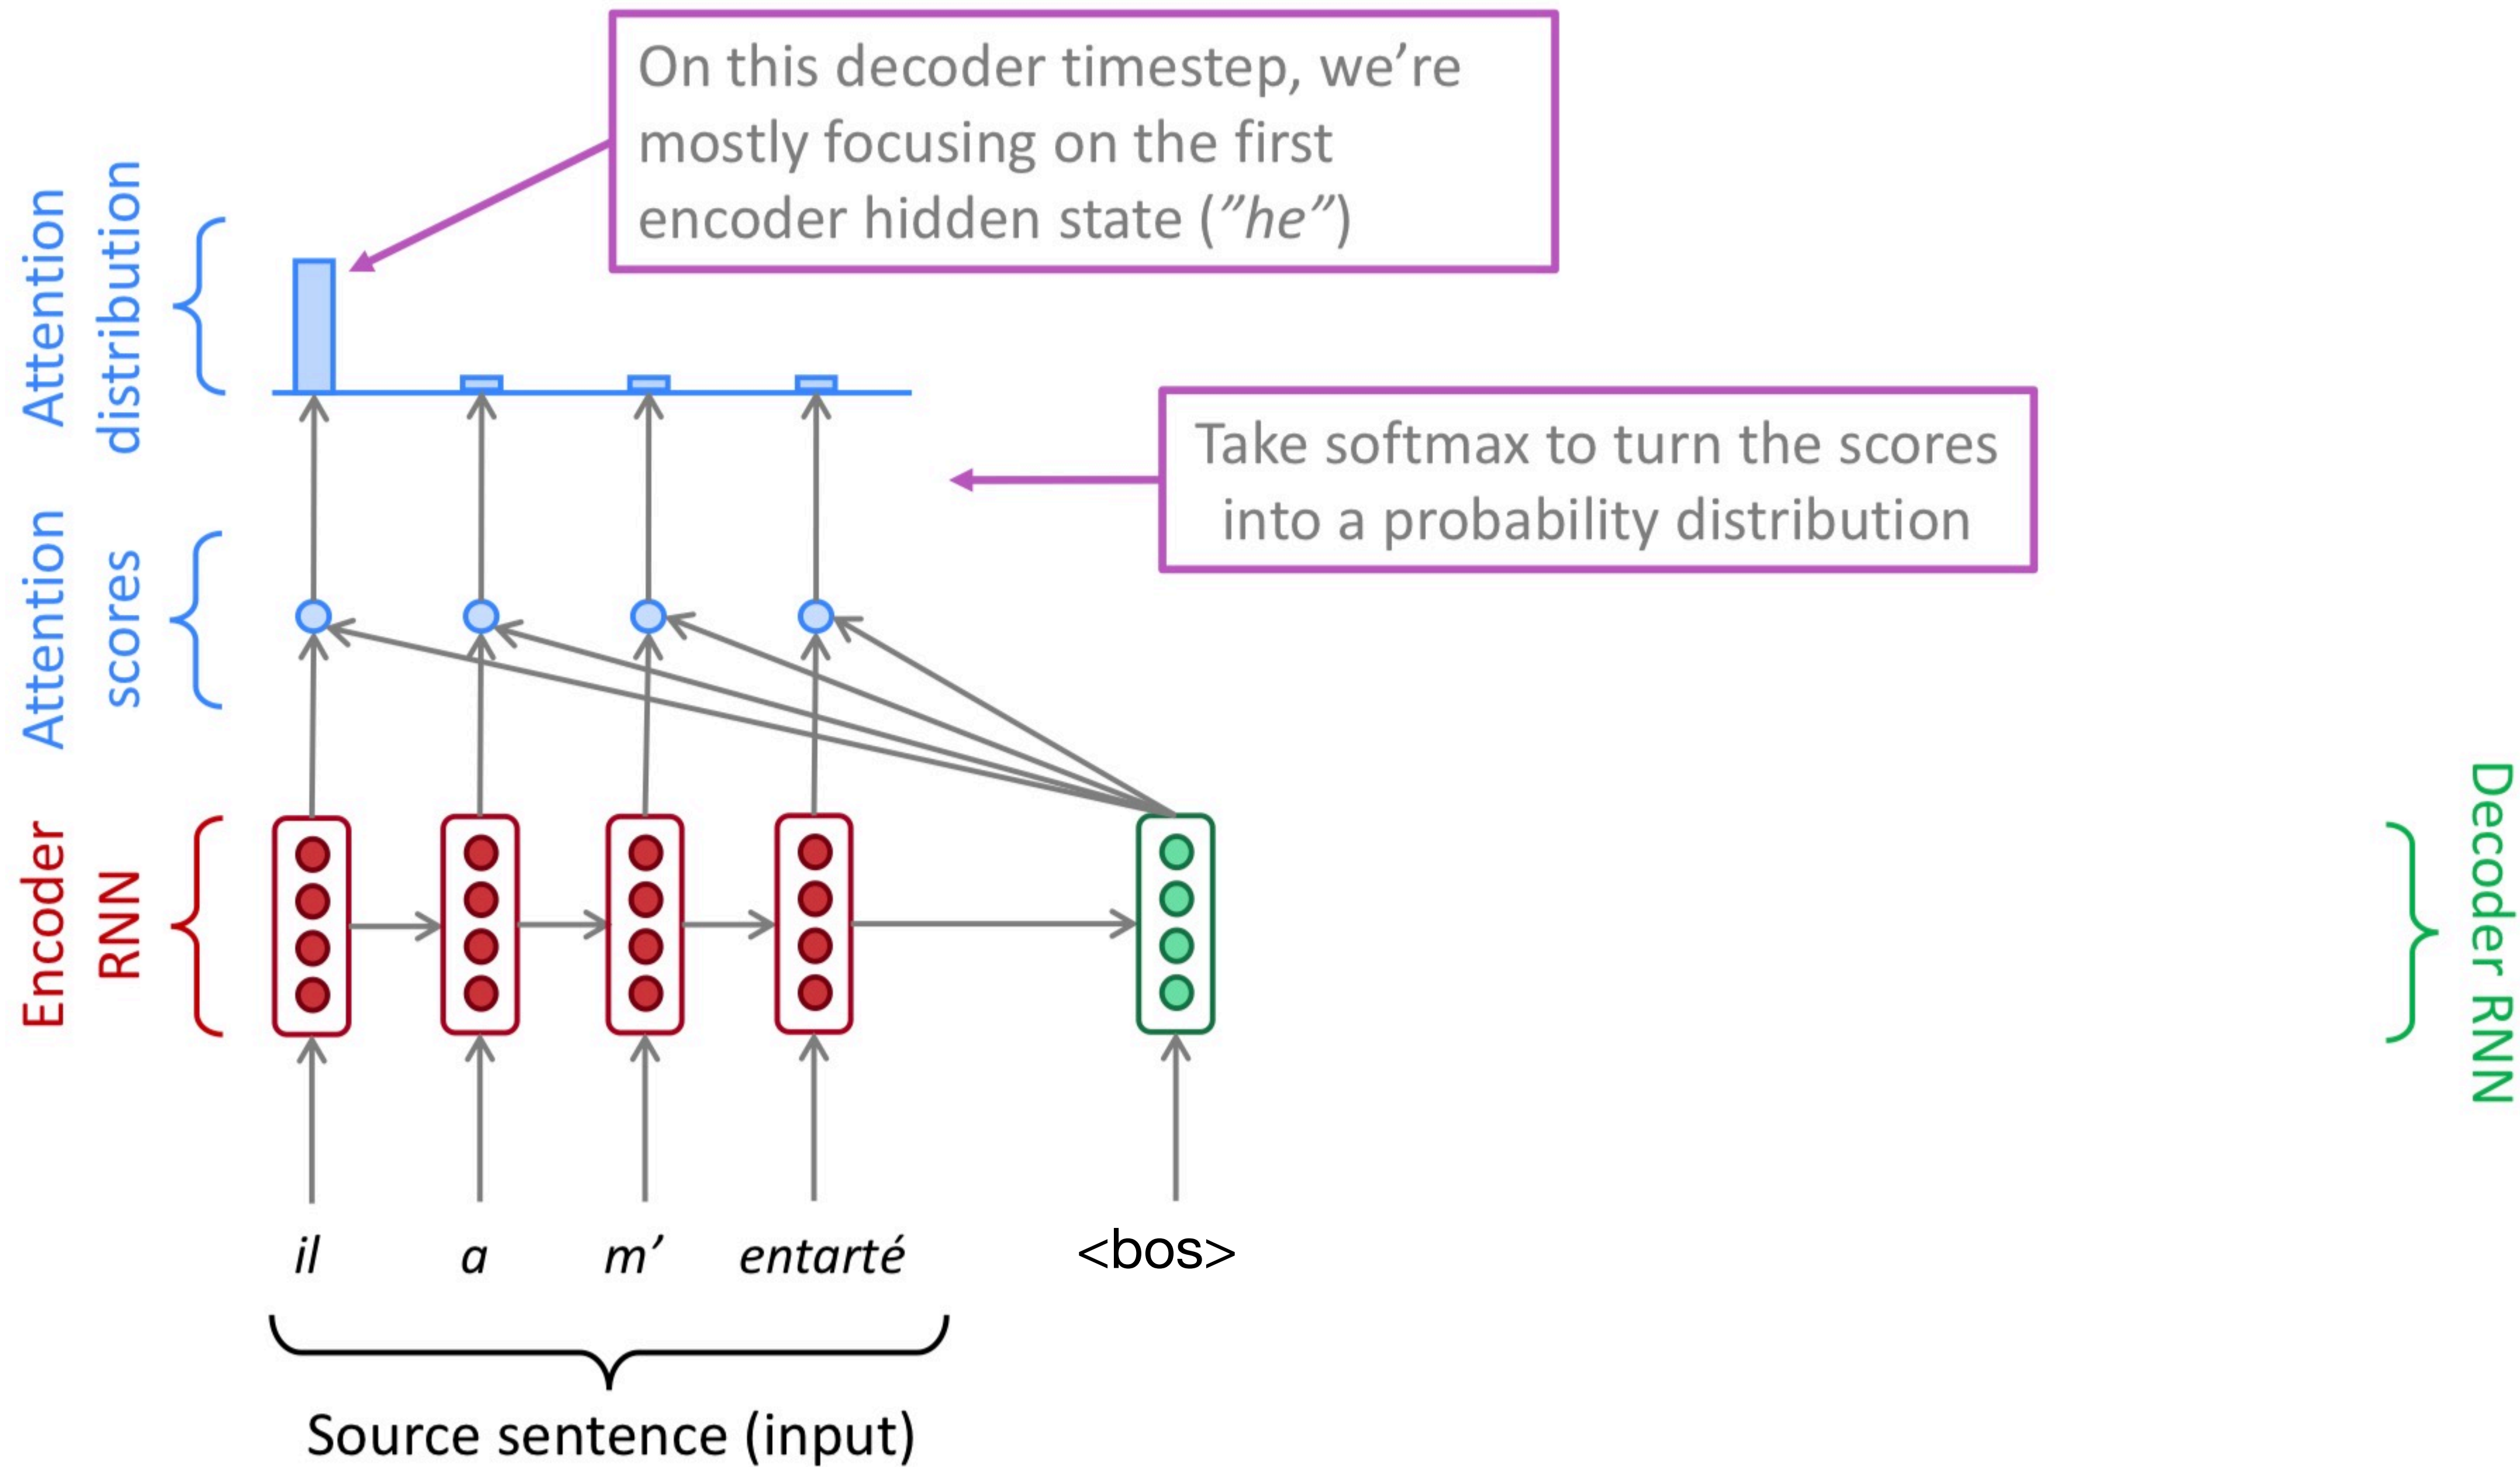 On this decoder timestep, we’re
mostly focusing on the first
encoder hidden state (”he”)
Attention
distribution
Take softmax to turn the scores
into a probability distribution
Attention
scores
Encoder
RNN
Decoder RNN
il a m’ entarté <bos>
Source sentence (input)